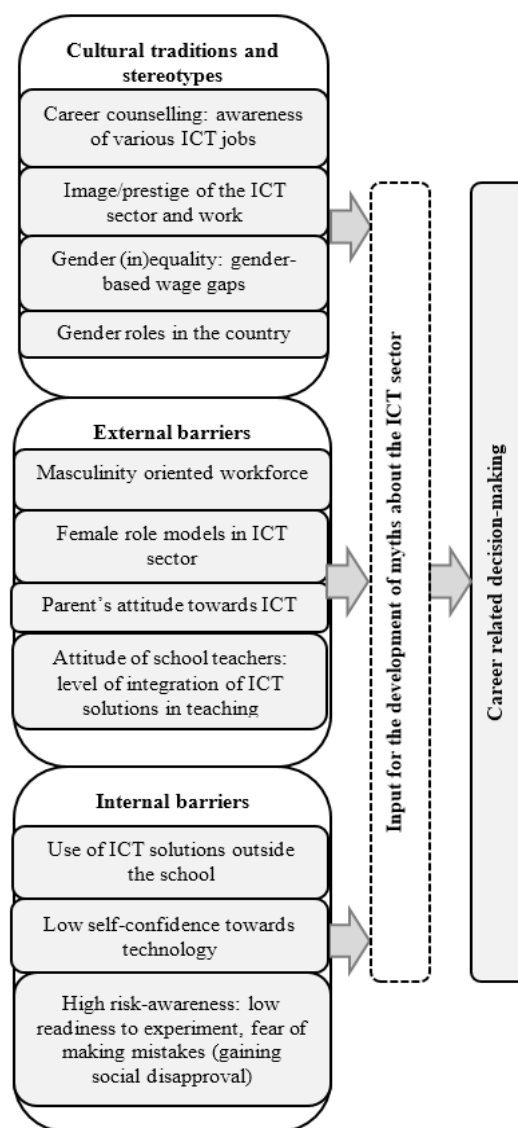 Cultural traditions and
stereotypes
Career counselling: awareness
of various ICT jobs
Image/prestige of the ICT
sector and work
Gender (in)equality: gender-
based wage gaps
Gender roles in the country
External barriers
Masculinity oriented workforce
Female role models in ICT
sector
Parent’s attitude towards ICT
Attitude of school teachers:
level of integration of ICT
solutions in teaching
Internal barriers
Use of ICT solutions outside
the school
Low self-confidence towards
technology
High risk-awareness: low
readiness to experiment, fear of
making mistakes (gaining
social disapproval)
Input for the development of myths about the ICT sector
Career related decision-making